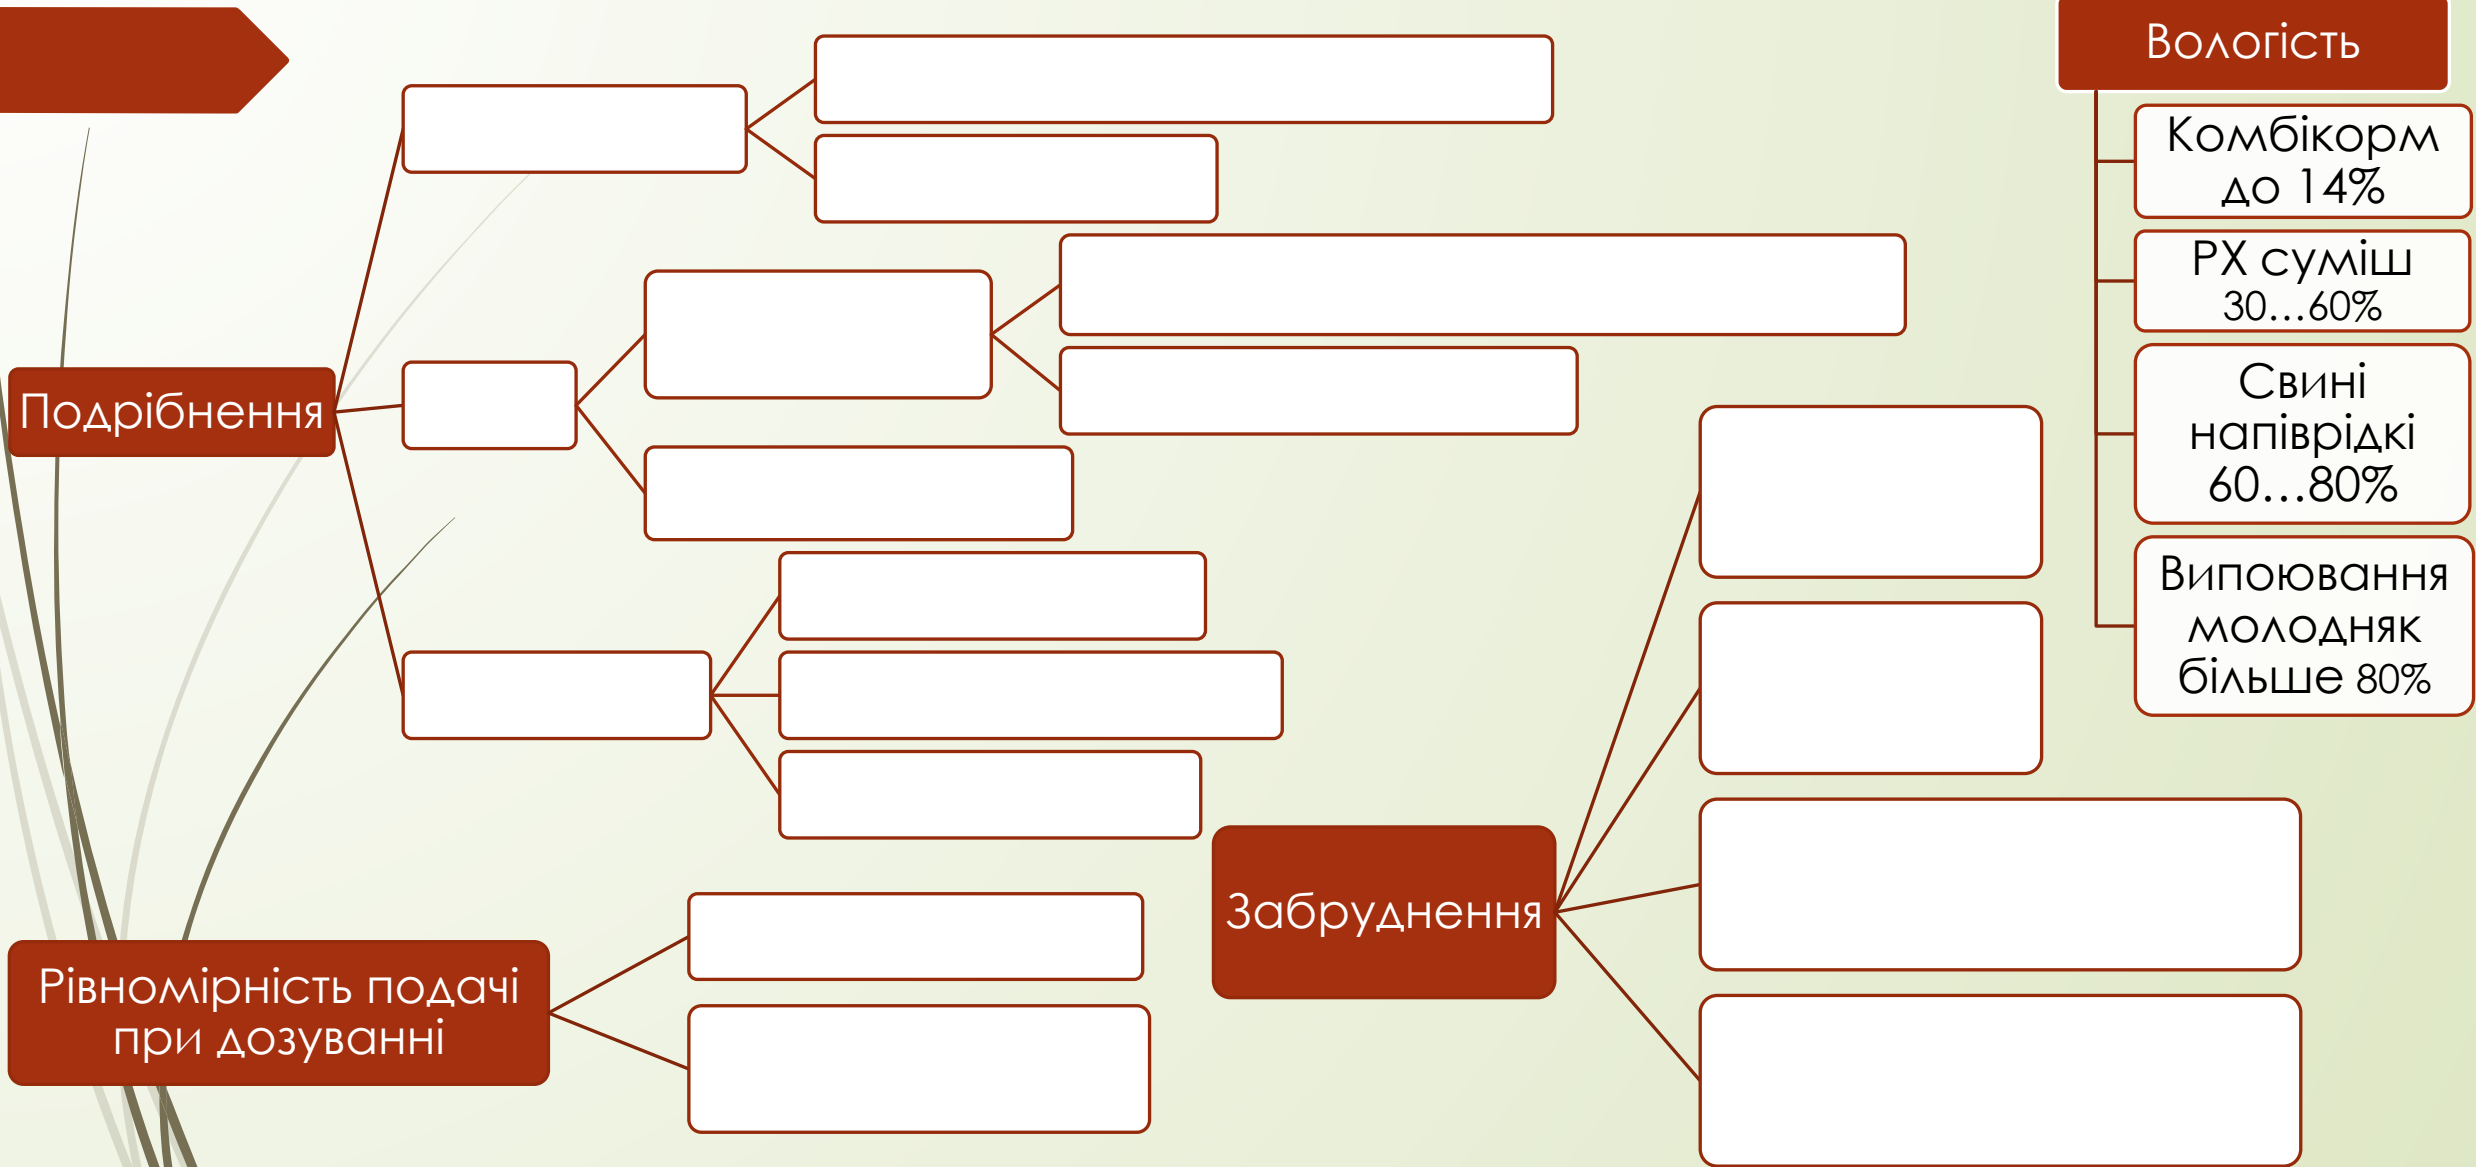 Вологість
Комбікорм
до 14%
РХ суміш
30...60%
Свині
напіврідкі
60...80%
Випоювання
молодняк
більше 80%
Подрібнення
Забруднення
Рівномірність подачі
при дозуванні